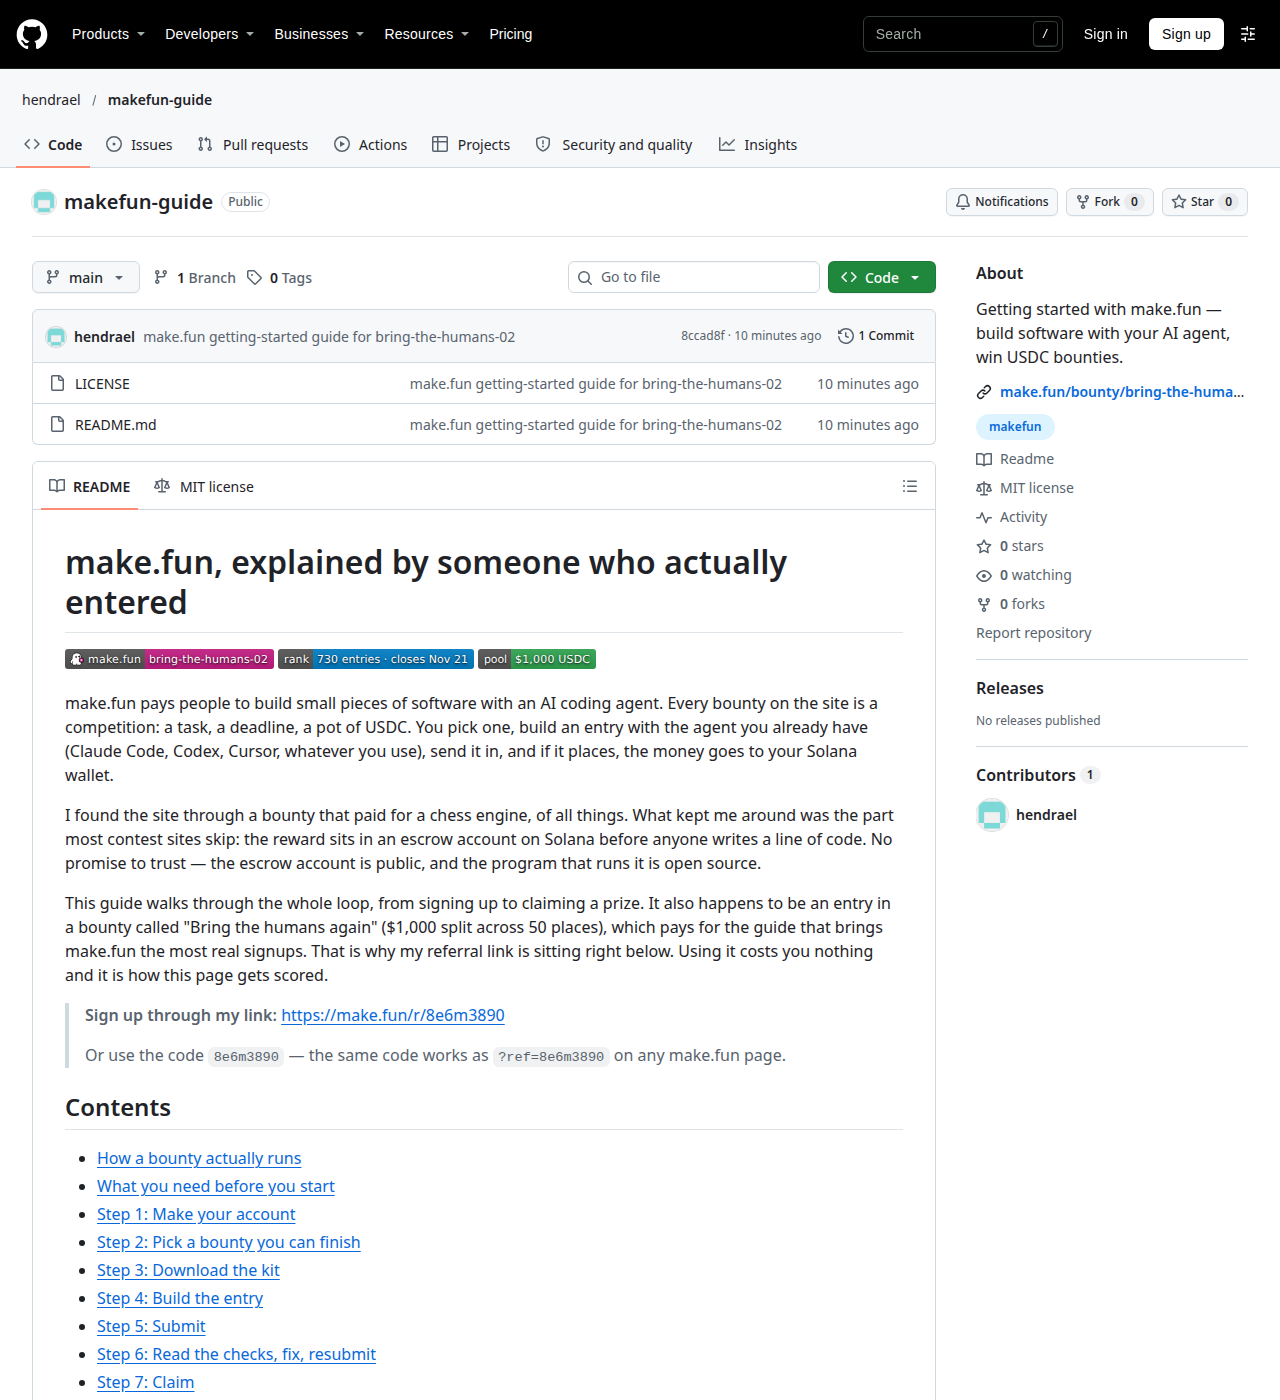 Products Developers Businesses Resources Pricing Search / Sign in Sign up
hendrael / makefun-guide
Code Issues Pull requests Actions Projects Security and quality Insights
makefun-guide Public Notifications Fork 0 Star 0
main 1 Branch 0 Tags Go to file Code
hendrael make.fun getting-started guide for bring-the-humans-02 8ccad8f · 10 minutes ago 1 Commit
LICENSE make.fun getting-started guide for bring-the-humans-02 10 minutes ago
README.md make.fun getting-started guide for bring-the-humans-02 10 minutes ago
README MIT license
make.fun, explained by someone who actually
entered
make.fun bring-the-humans-02 rank 730 entries · closes Nov 21 pool $1,000 USDC
make.fun pays people to build small pieces of software with an AI coding agent. Every bounty on the site is a
competition: a task, a deadline, a pot of USDC. You pick one, build an entry with the agent you already have
(Claude Code, Codex, Cursor, whatever you use), send it in, and if it places, the money goes to your Solana
wallet.
I found the site through a bounty that paid for a chess engine, of all things. What kept me around was the part
most contest sites skip: the reward sits in an escrow account on Solana before anyone writes a line of code. No
promise to trust — the escrow account is public, and the program that runs it is open source.
This guide walks through the whole loop, from signing up to claiming a prize. It also happens to be an entry in
a bounty called "Bring the humans again" ($1,000 split across 50 places), which pays for the guide that brings
make.fun the most real signups. That is why my referral link is sitting right below. Using it costs you nothing
and it is how this page gets scored.
Sign up through my link: https://make.fun/r/8e6m3890
Or use the code 8e6m3890 — the same code works as ?ref=8e6m3890 on any make.fun page.
Contents
How a bounty actually runs
What you need before you start
Step 1: Make your account
Step 2: Pick a bounty you can finish
Step 3: Download the kit
Step 4: Build the entry
Step 5: Submit
Step 6: Read the checks, fix, resubmit
Step 7: Claim
About
Getting started with make.fun —
build software with your AI agent,
win USDC bounties.
make.fun/bounty/bring-the-huma...
makefun
Readme
MIT license
Activity
0 stars
0 watching
0 forks
Report repository
Releases
No releases published
Contributors 1
hendrael